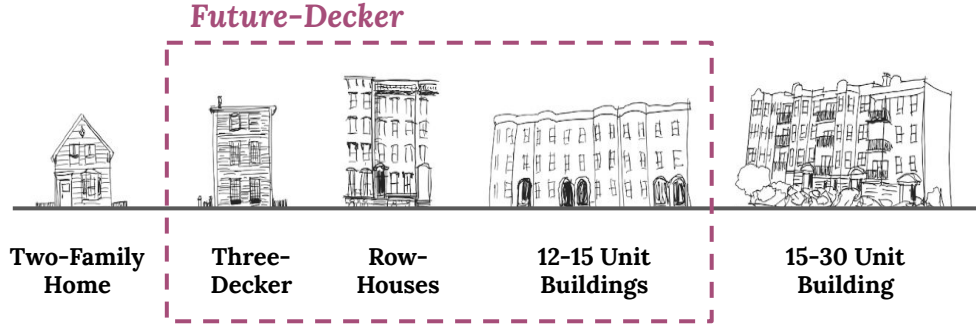 Future-Decker
Two-Family
Home
Three-
Decker
Row-
Houses
12-15 Unit
Buildings
15-30 Unit
Building